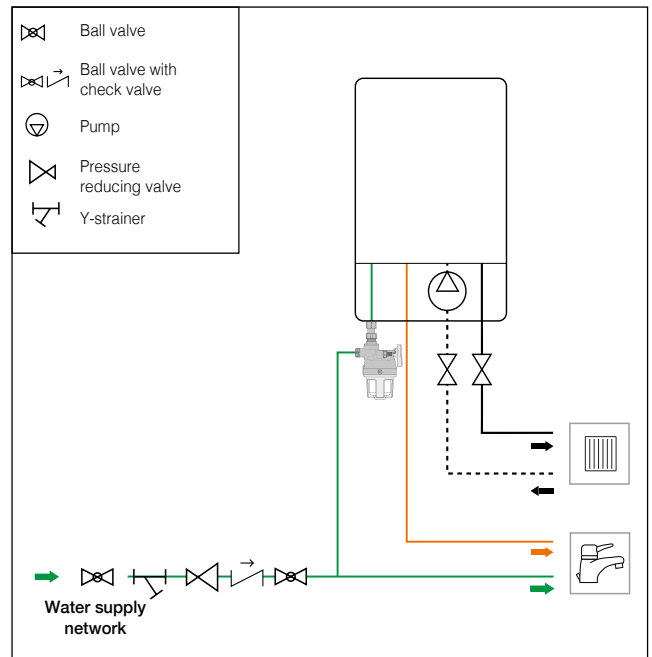 Ball valve
Ball valve with
check valve
Pump
Pressure
reducing valve
Y-strainer
Water supply
network